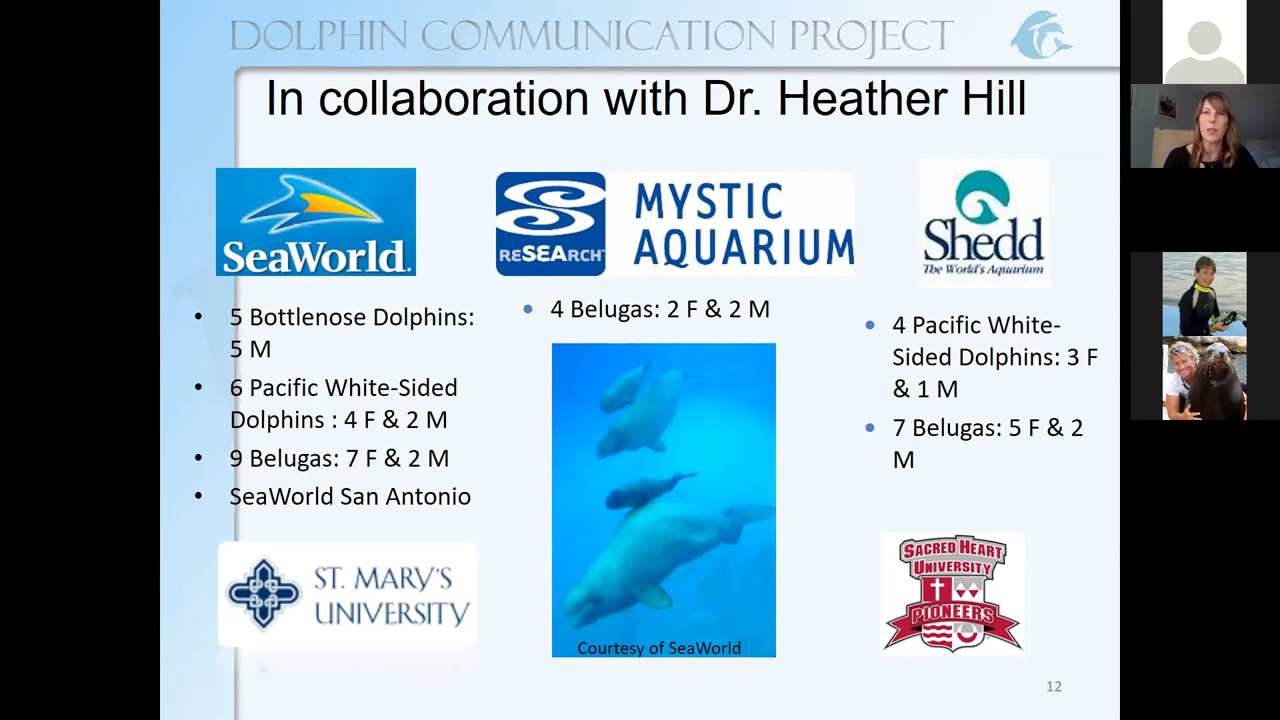 DOLPHIN COMMUNICATION PROJECT
In collaboration with Dr. Heather Hill
SeaWorld.
ReSEARCH
MYSTIC
AQUARIUM
Shedd
The World's Aquarium
• 5 Bottlenose Dolphins:
5 M
• 6 Pacific White-Sided
Dolphins : 4 F & 2 M
• 9 Belugas: 7 F & 2 M
• SeaWorld San Antonio
• 4 Belugas: 2 F & 2 M
• 4 Pacific White-
Sided Dolphins: 3 F
& 1 M
• 7 Belugas: 5 F & 2
M
ST. MARY'S
UNIVERSITY
Courtesy of SeaWorld
SACRED HEART
UNIVERSITY
PIONEERS
12